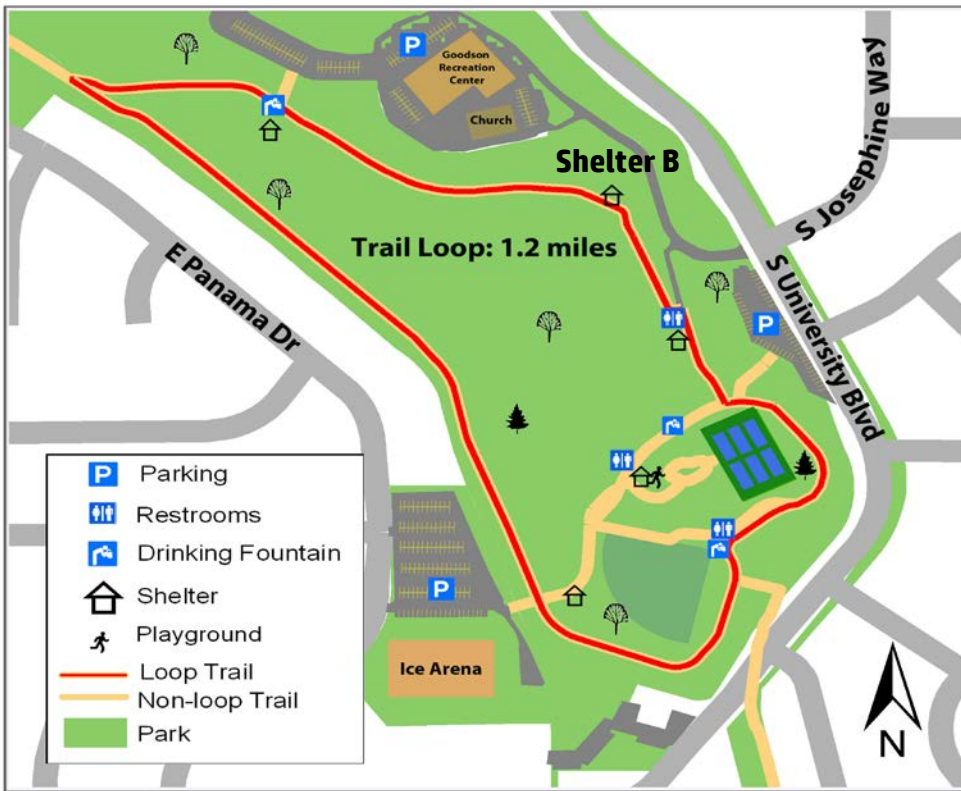 P
Goodson
Recreation
Center
Church
S Josephine Way
Shelter B
Trail Loop: 1.2 miles
E Panama Dr
S University Blvd
P
P
Ice Arena
P Parking
Restrooms
Drinking Fountain
Shelter
Playground
Loop Trail
Non-loop Trail
Park
N